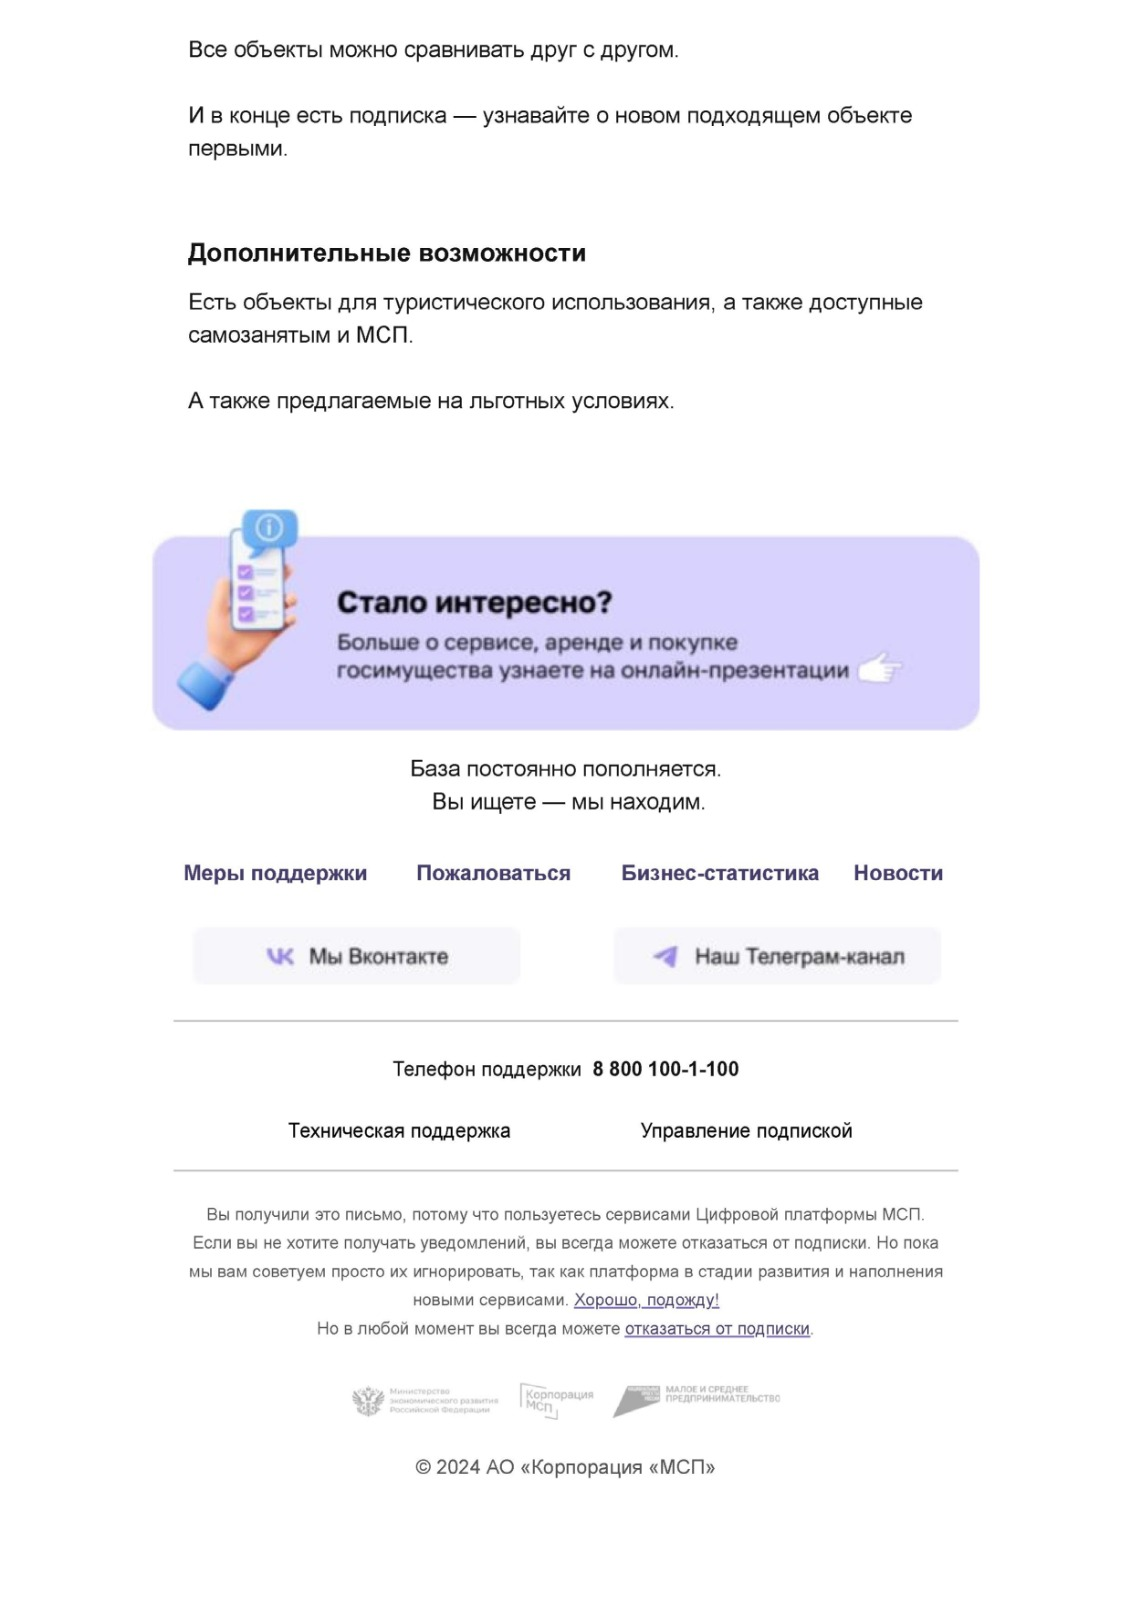 Все объекты можно сравнивать друг с другом.
И в конце есть подписка — узнавайте о новом подходящем объекте
первыми.
Дополнительные возможности
Есть объекты для туристического использования, а также доступные
самозанятым и МСП.
А также предлагаемые на льготных условиях.
Стало интересно?
Больше о сервисе, аренде и покупке
госимущества узнаете на онлайн-презентации
База постоянно пополняется.
Вы ищете — мы находим.
Меры поддержки Пожаловаться Бизнес-статистика Новости
Мы Вконтакте Наш Телеграм-канал
Телефон поддержки 8 800 100-1-100
Техническая поддержка Управление подпиской
Вы получили это письмо, потому что пользуетесь сервисами Цифровой платформы МСП.
Если вы не хотите получать уведомлений, вы всегда можете отказаться от подписки. Но пока
мы вам советуем просто их игнорировать, так как платформа в стадии развития и наполнения
новыми сервисами. Хорошо, подожду!
Но в любой момент вы всегда можете отказаться от подписки.
Министерство
экономического развития
Российской Федерации
Корпорация
МСП
МАЛОЕ И СРЕДНЕЕ
ПРЕДПРИНИМАТЕЛЬСТВО
© 2024 АО «Корпорация «МСП»